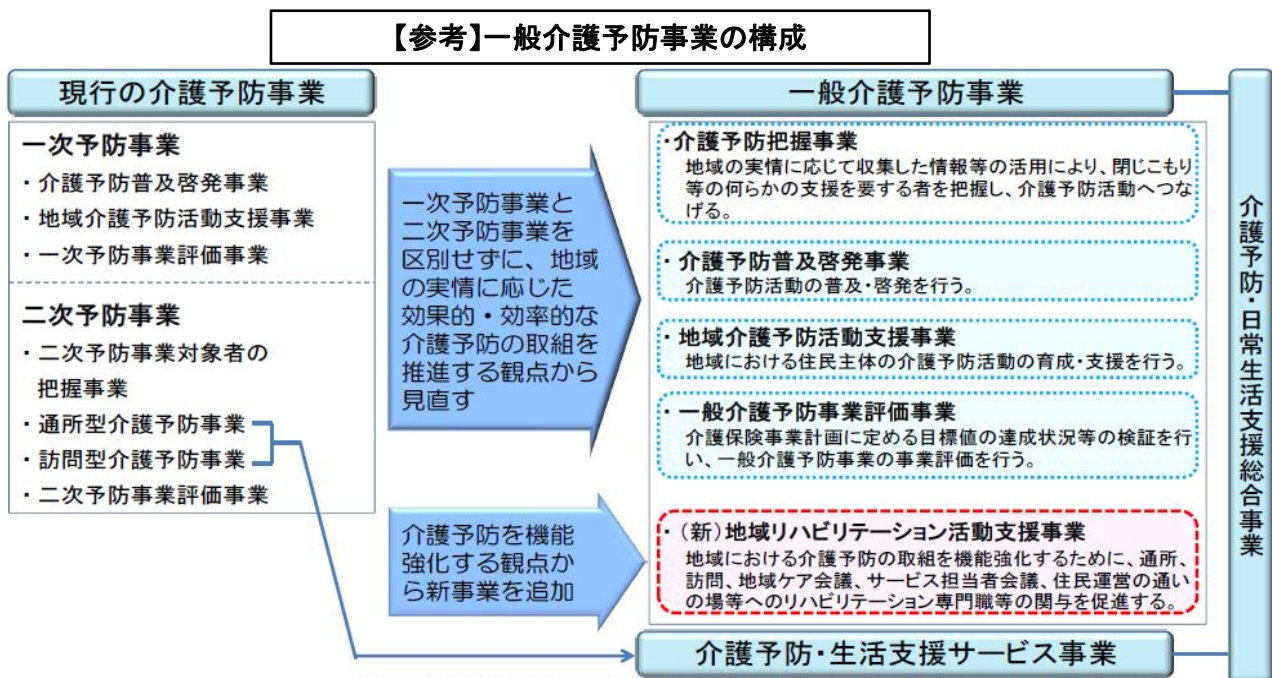 【参考】一般介護予防事業の構成
現行の介護予防事業
一次予防事業
・介護予防普及啓発事業
・地域介護予防活動支援事業
・一次予防事業評価事業
二次予防事業
・二次予防事業対象者の
把握事業
・通所型介護予防事業
・訪問型介護予防事業
・二次予防事業評価事業
一次予防事業と
二次予防事業を
区別せずに、地域
の実情に応じた
効果的・効率的な
介護予防の取組を
推進する観点から
見直す
介護予防を機能
強化する観点か
ら新事業を追加
一般介護予防事業
・介護予防把握事業
地域の実情に応じて収集した情報等の活用により、閉じこもり
等の何らかの支援を要する者を把握し、介護予防活動へつな
げる。
・介護予防普及啓発事業
介護予防活動の普及・啓発を行う。
・地域介護予防活動支援事業
地域における住民主体の介護予防活動の育成・支援を行う。
・一般介護予防事業評価事業
介護保険事業計画に定める目標値の達成状況等の検証を行
い、一般介護予防事業の事業評価を行う。
・(新)地域リハビリテーション活動支援事業
地域における介護予防の取組を機能強化するために、通所、
訪問、地域ケア会議、サービス担当者会議、住民運営の通い
の場等へのリハビリテーション専門職等の関与を促進する。
介護予防・生活支援サービス事業
介護予防・日常生活支援総合事業